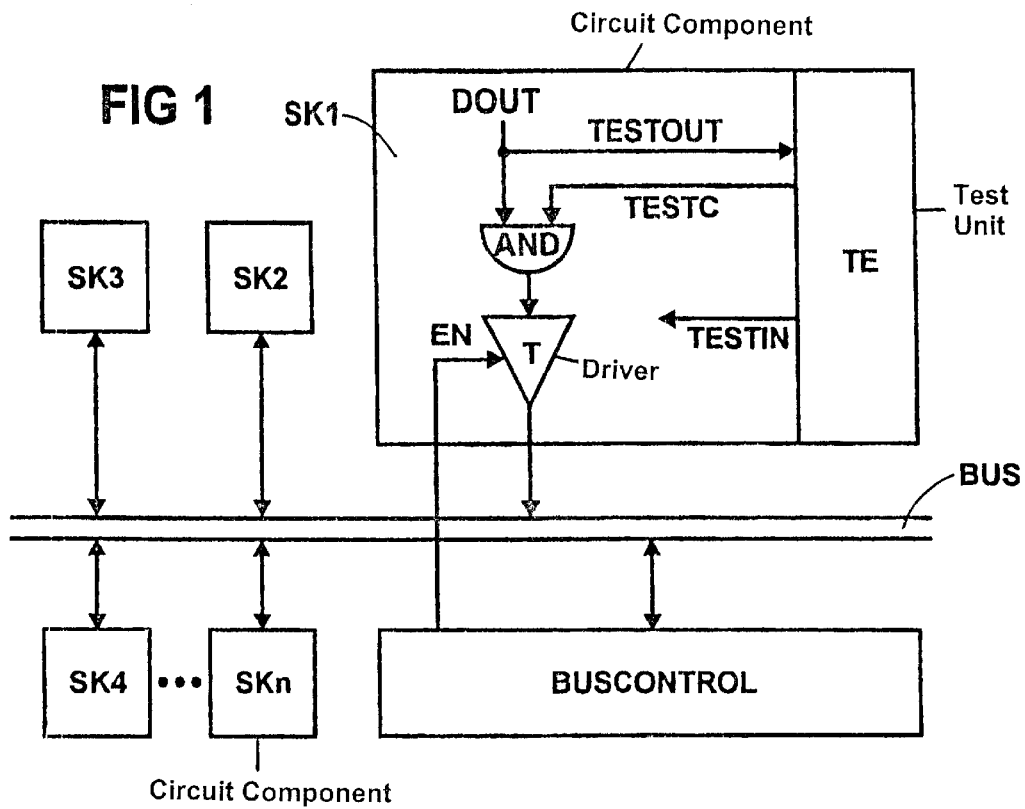 Circuit Component
FIG 1
SK1
DOUT
TESTOUT
TESTC
Test
Unit
AND
TE
SK3
SK2
EN
T
TESTIN
Driver
BUS
SK4
•••
SKn
BUSCONTROL
Circuit Component